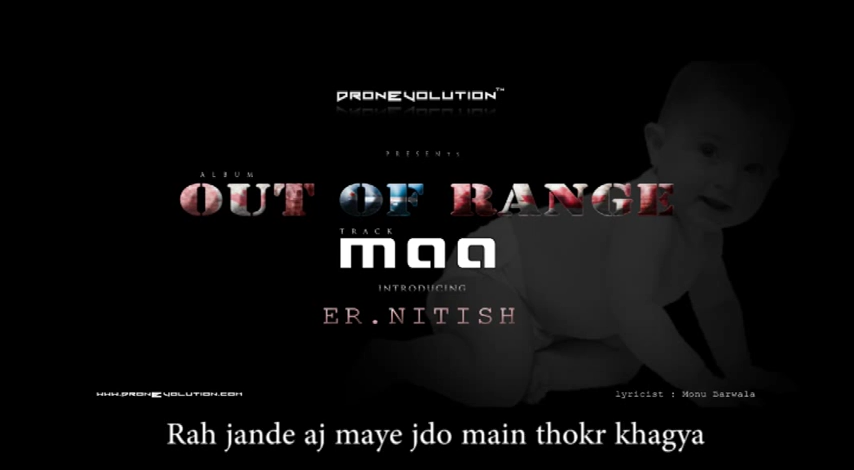 DRONEVOLUTION™
PRESENTS
ALBUM
OUT OF RANGE
TRACK
maa
INTRODUCING
ER.NITISH
WWW.DRONEVOLUTION.COM
lyricist : Monu Barwala
Rah jande aj maye jdo main thokr khagya